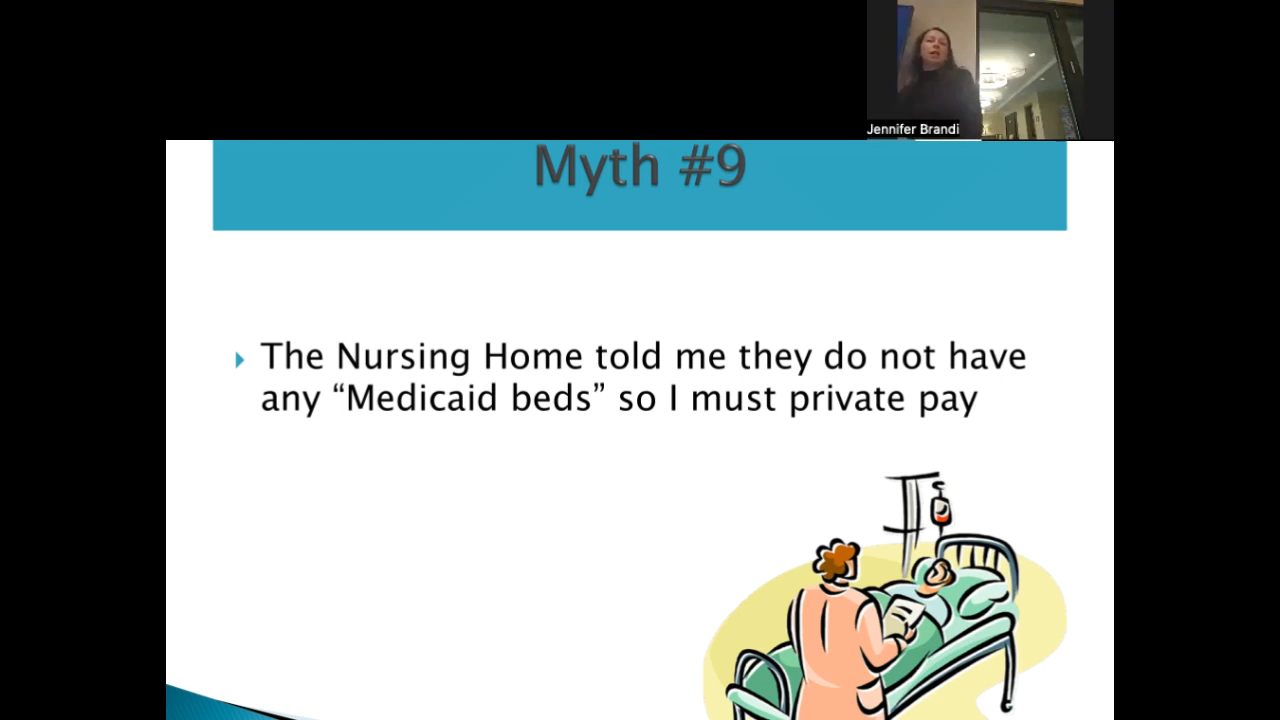 Jennifer Brandi
Myth #9
The Nursing Home told me they do not have
any “Medicaid beds” so I must private pay